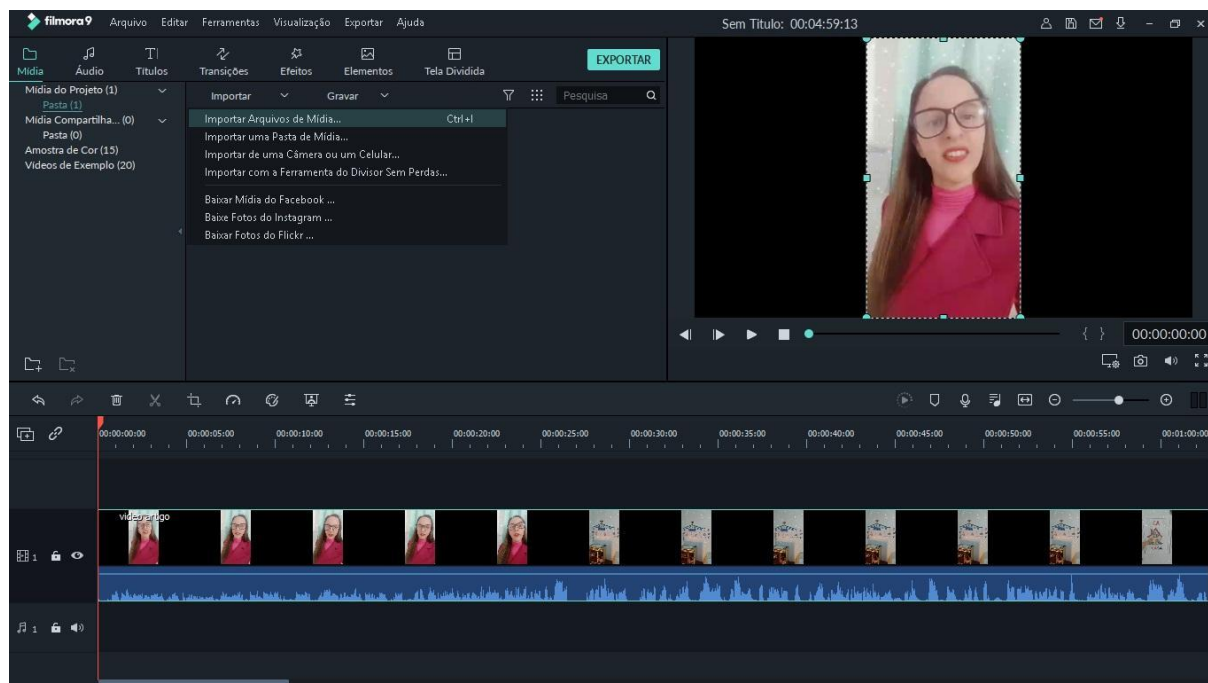 filmora9 Arquivo Editar Ferramentas Visualização Exportar Ajuda Sem Titulo: 00:04:59:13
Mídia Áudio Títulos Transições Efeitos Elementos Tela Dividida EXPORTAR
Mídia do Projeto (1)
Pasta (1)
Mídia Compartilha... (0)
Pasta (0)
Amostra de Cor (15)
Vídeos de Exemplo (20)
Importar Gravar Pesquisa
Importar Arquivos de Mídia... Ctrl+I
Importar uma Pasta de Mídia...
Importar de uma Câmera ou um Celular...
Importar com a Ferramenta do Divisor Sem Perdas...
Baixar Mídia do Facebook ...
Baixe Fotos do Instagram ...
Baixar Fotos do Flickr ...
{ } 00:00:00:00
00:00:00:00 00:00:05:00 00:00:10:00 00:00:15:00 00:00:20:00 00:00:25:00 00:00:30:00 00:00:35:00 00:00:40:00 00:00:45:00 00:00:50:00 00:00:55:00 00:01:00:00
video artigo
1
1